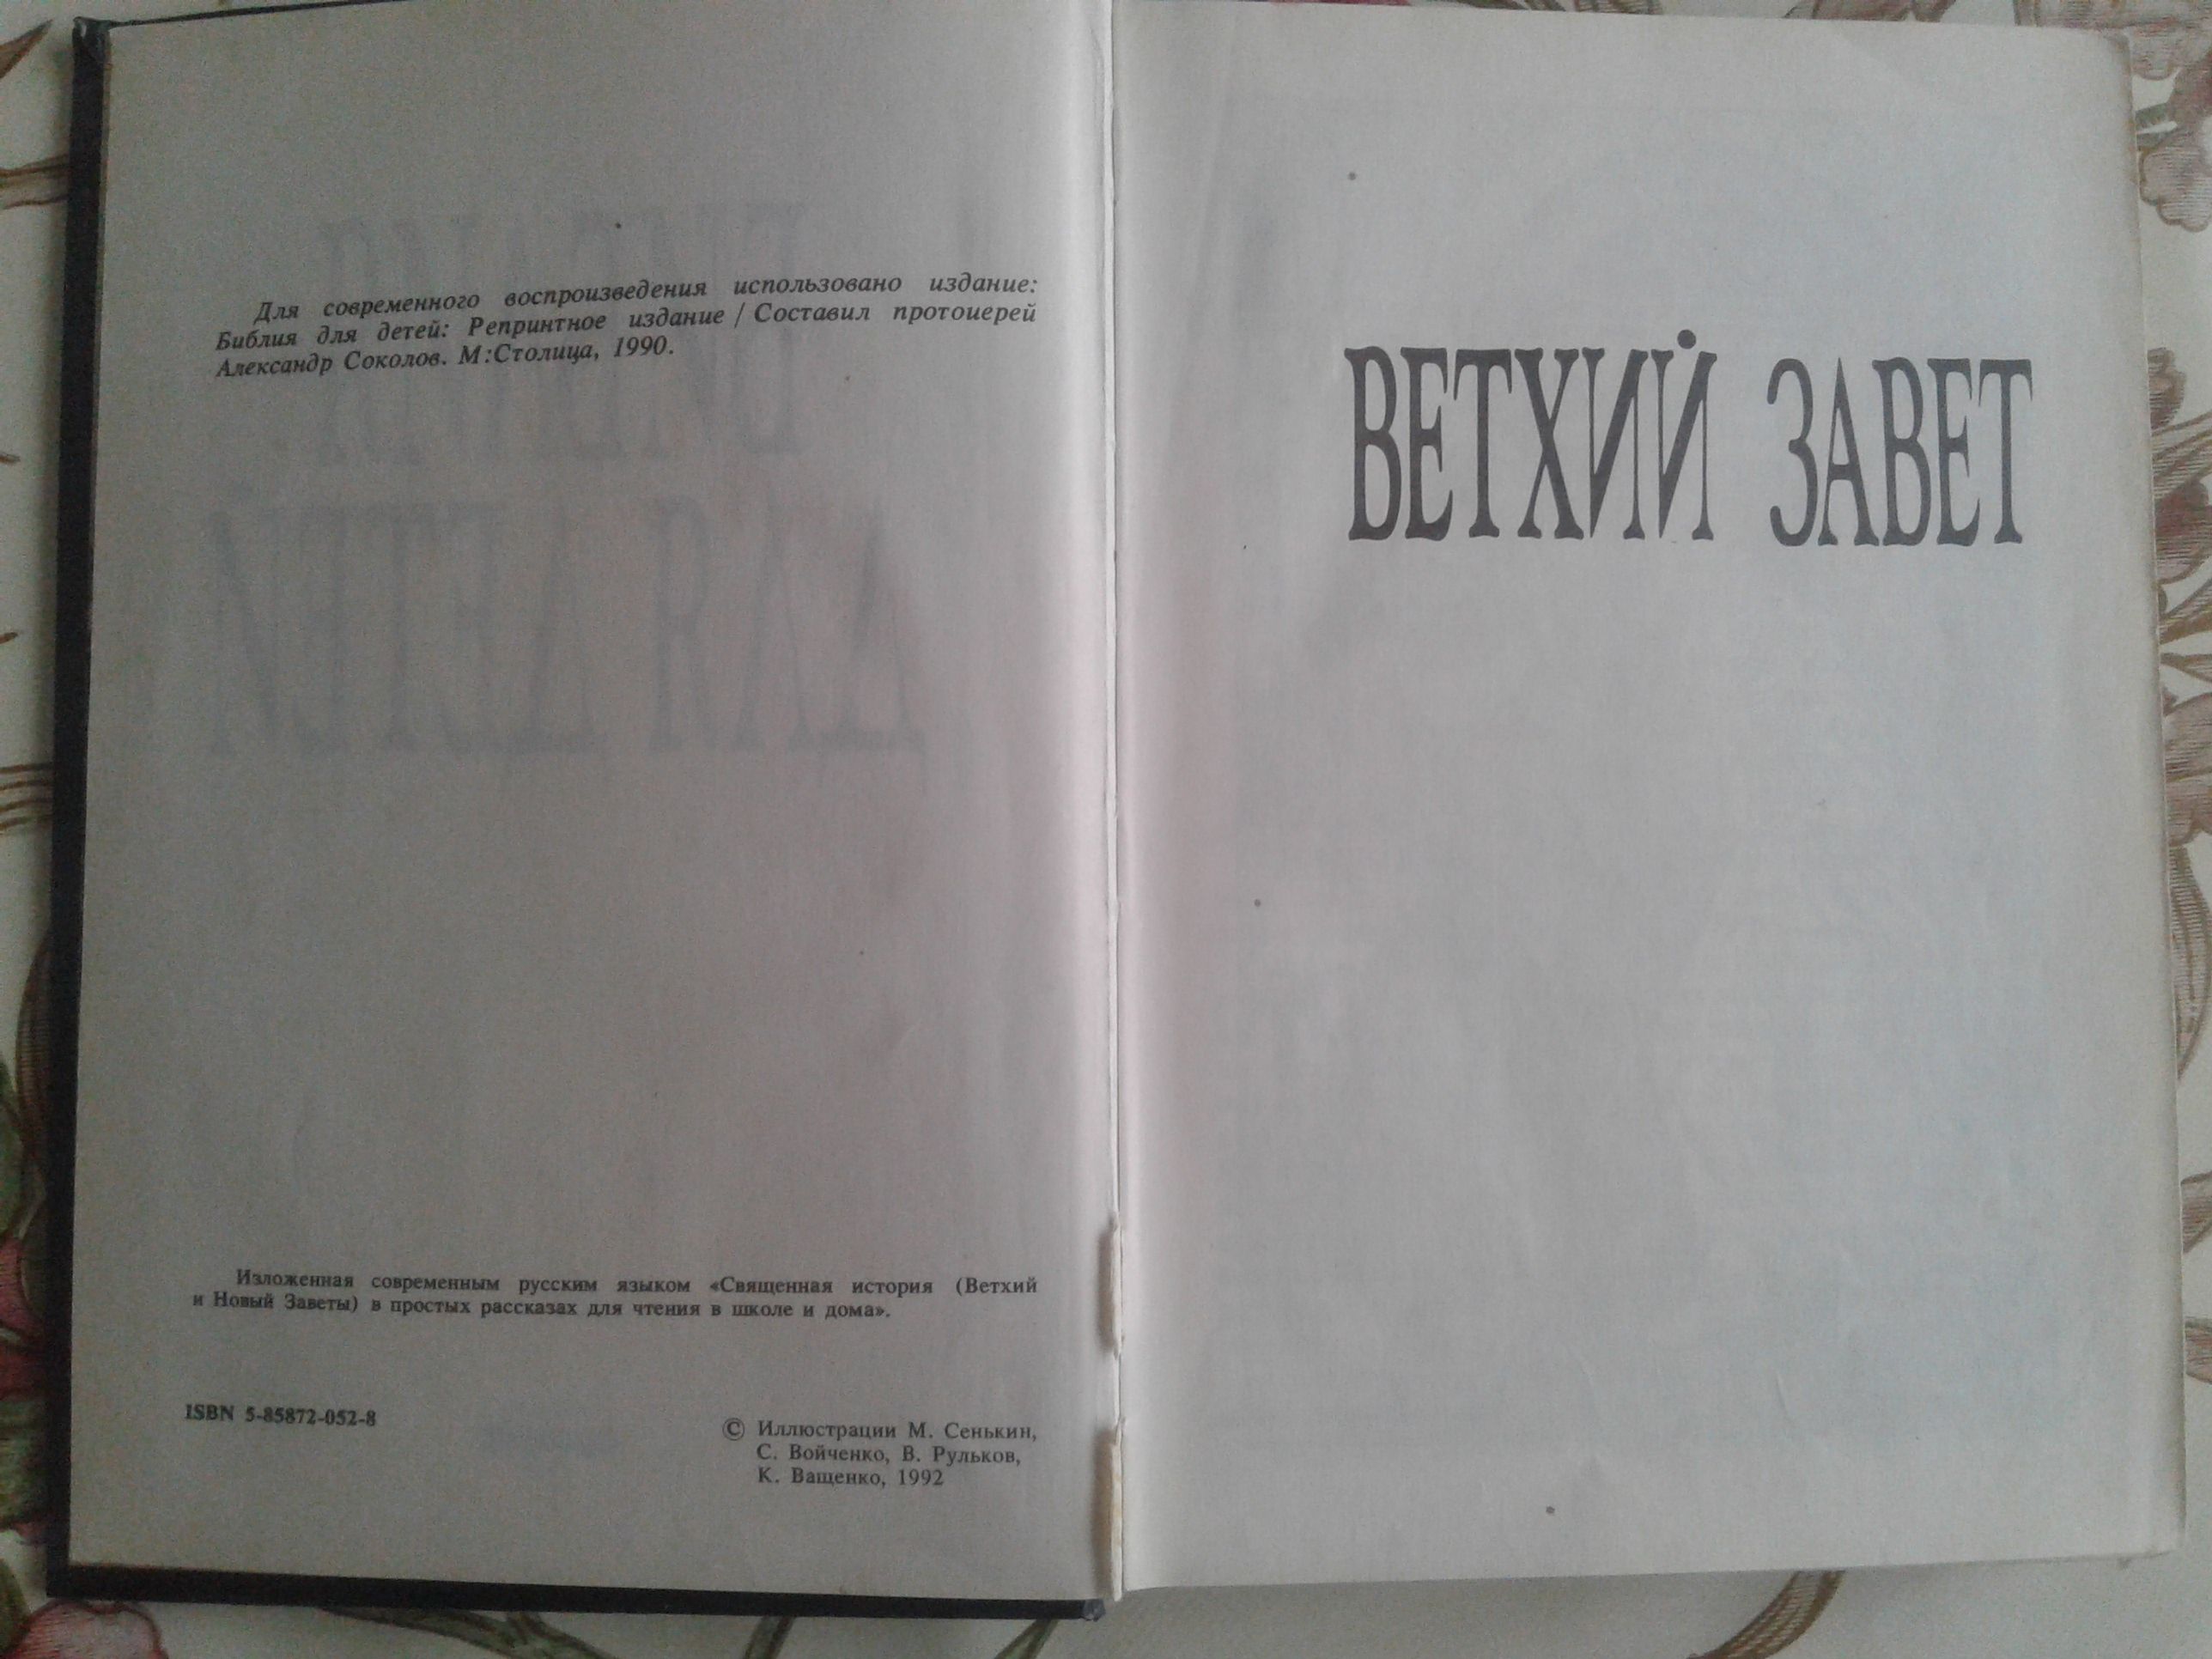 Для современного воспроизведения использовано издание:
Библия для детей: Репринтное издание / Составил протоиерей
Александр Соколов. М:Столица, 1990.
Изложенная современным русским языком «Священная история (Ветхий
и Новый Заветы) в простых рассказах для чтения в школе и дома».
ISBN 5-85872-052-8
© Иллюстрации М. Сенькин,
С. Войченко, В. Рульков,
К. Ващенко, 1992
ВЕТХИЙ ЗАВЕТ